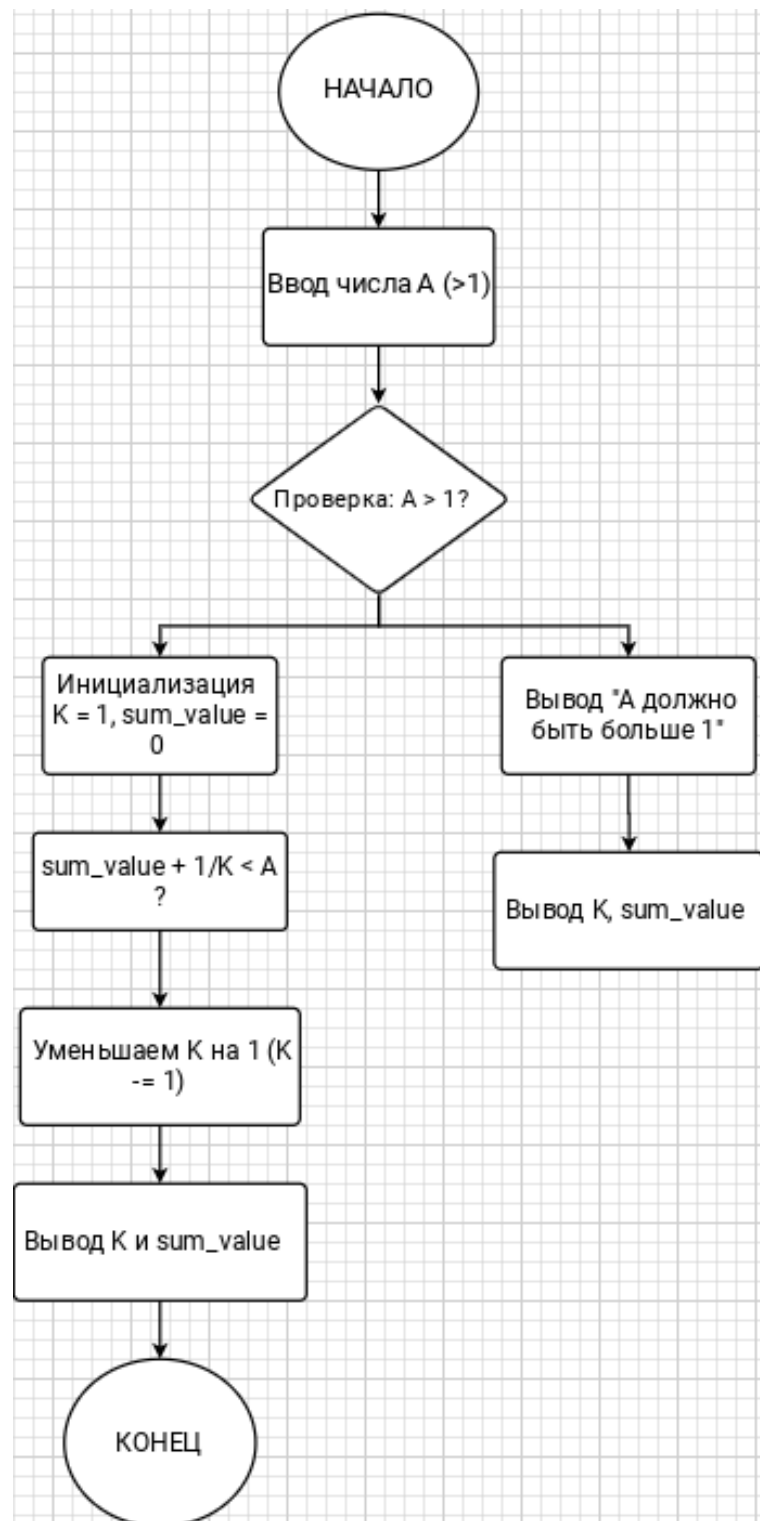 НАЧАЛО
Ввод числа A (>1)
Проверка: A > 1?
Инициализация
K = 1, sum_value =
0
Вывод "A должно
быть больше 1"
sum_value + 1/K < A
?
Вывод K, sum_value
Уменьшаем K на 1 (K
-= 1)
Вывод K и sum_value
КОНЕЦ